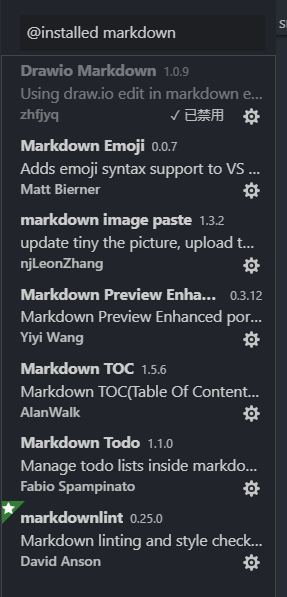 @installed markdown
Drawio Markdown 1.0.9
Using draw.io edit in markdown e...
zhfjyq ✓ 已禁用
Markdown Emoji 0.0.7
Adds emoji syntax support to VS ...
Matt Bierner
markdown image paste 1.3.2
update tiny the picture, upload t...
njLeonZhang
Markdown Preview Enha... 0.3.12
Markdown Preview Enhanced por...
Yiyi Wang
Markdown TOC 1.5.6
Markdown TOC(Table Of Content...
AlanWalk
Markdown Todo 1.1.0
Manage todo lists inside markdo...
Fabio Spampinato
markdownlint 0.25.0
Markdown linting and style check...
David Anson